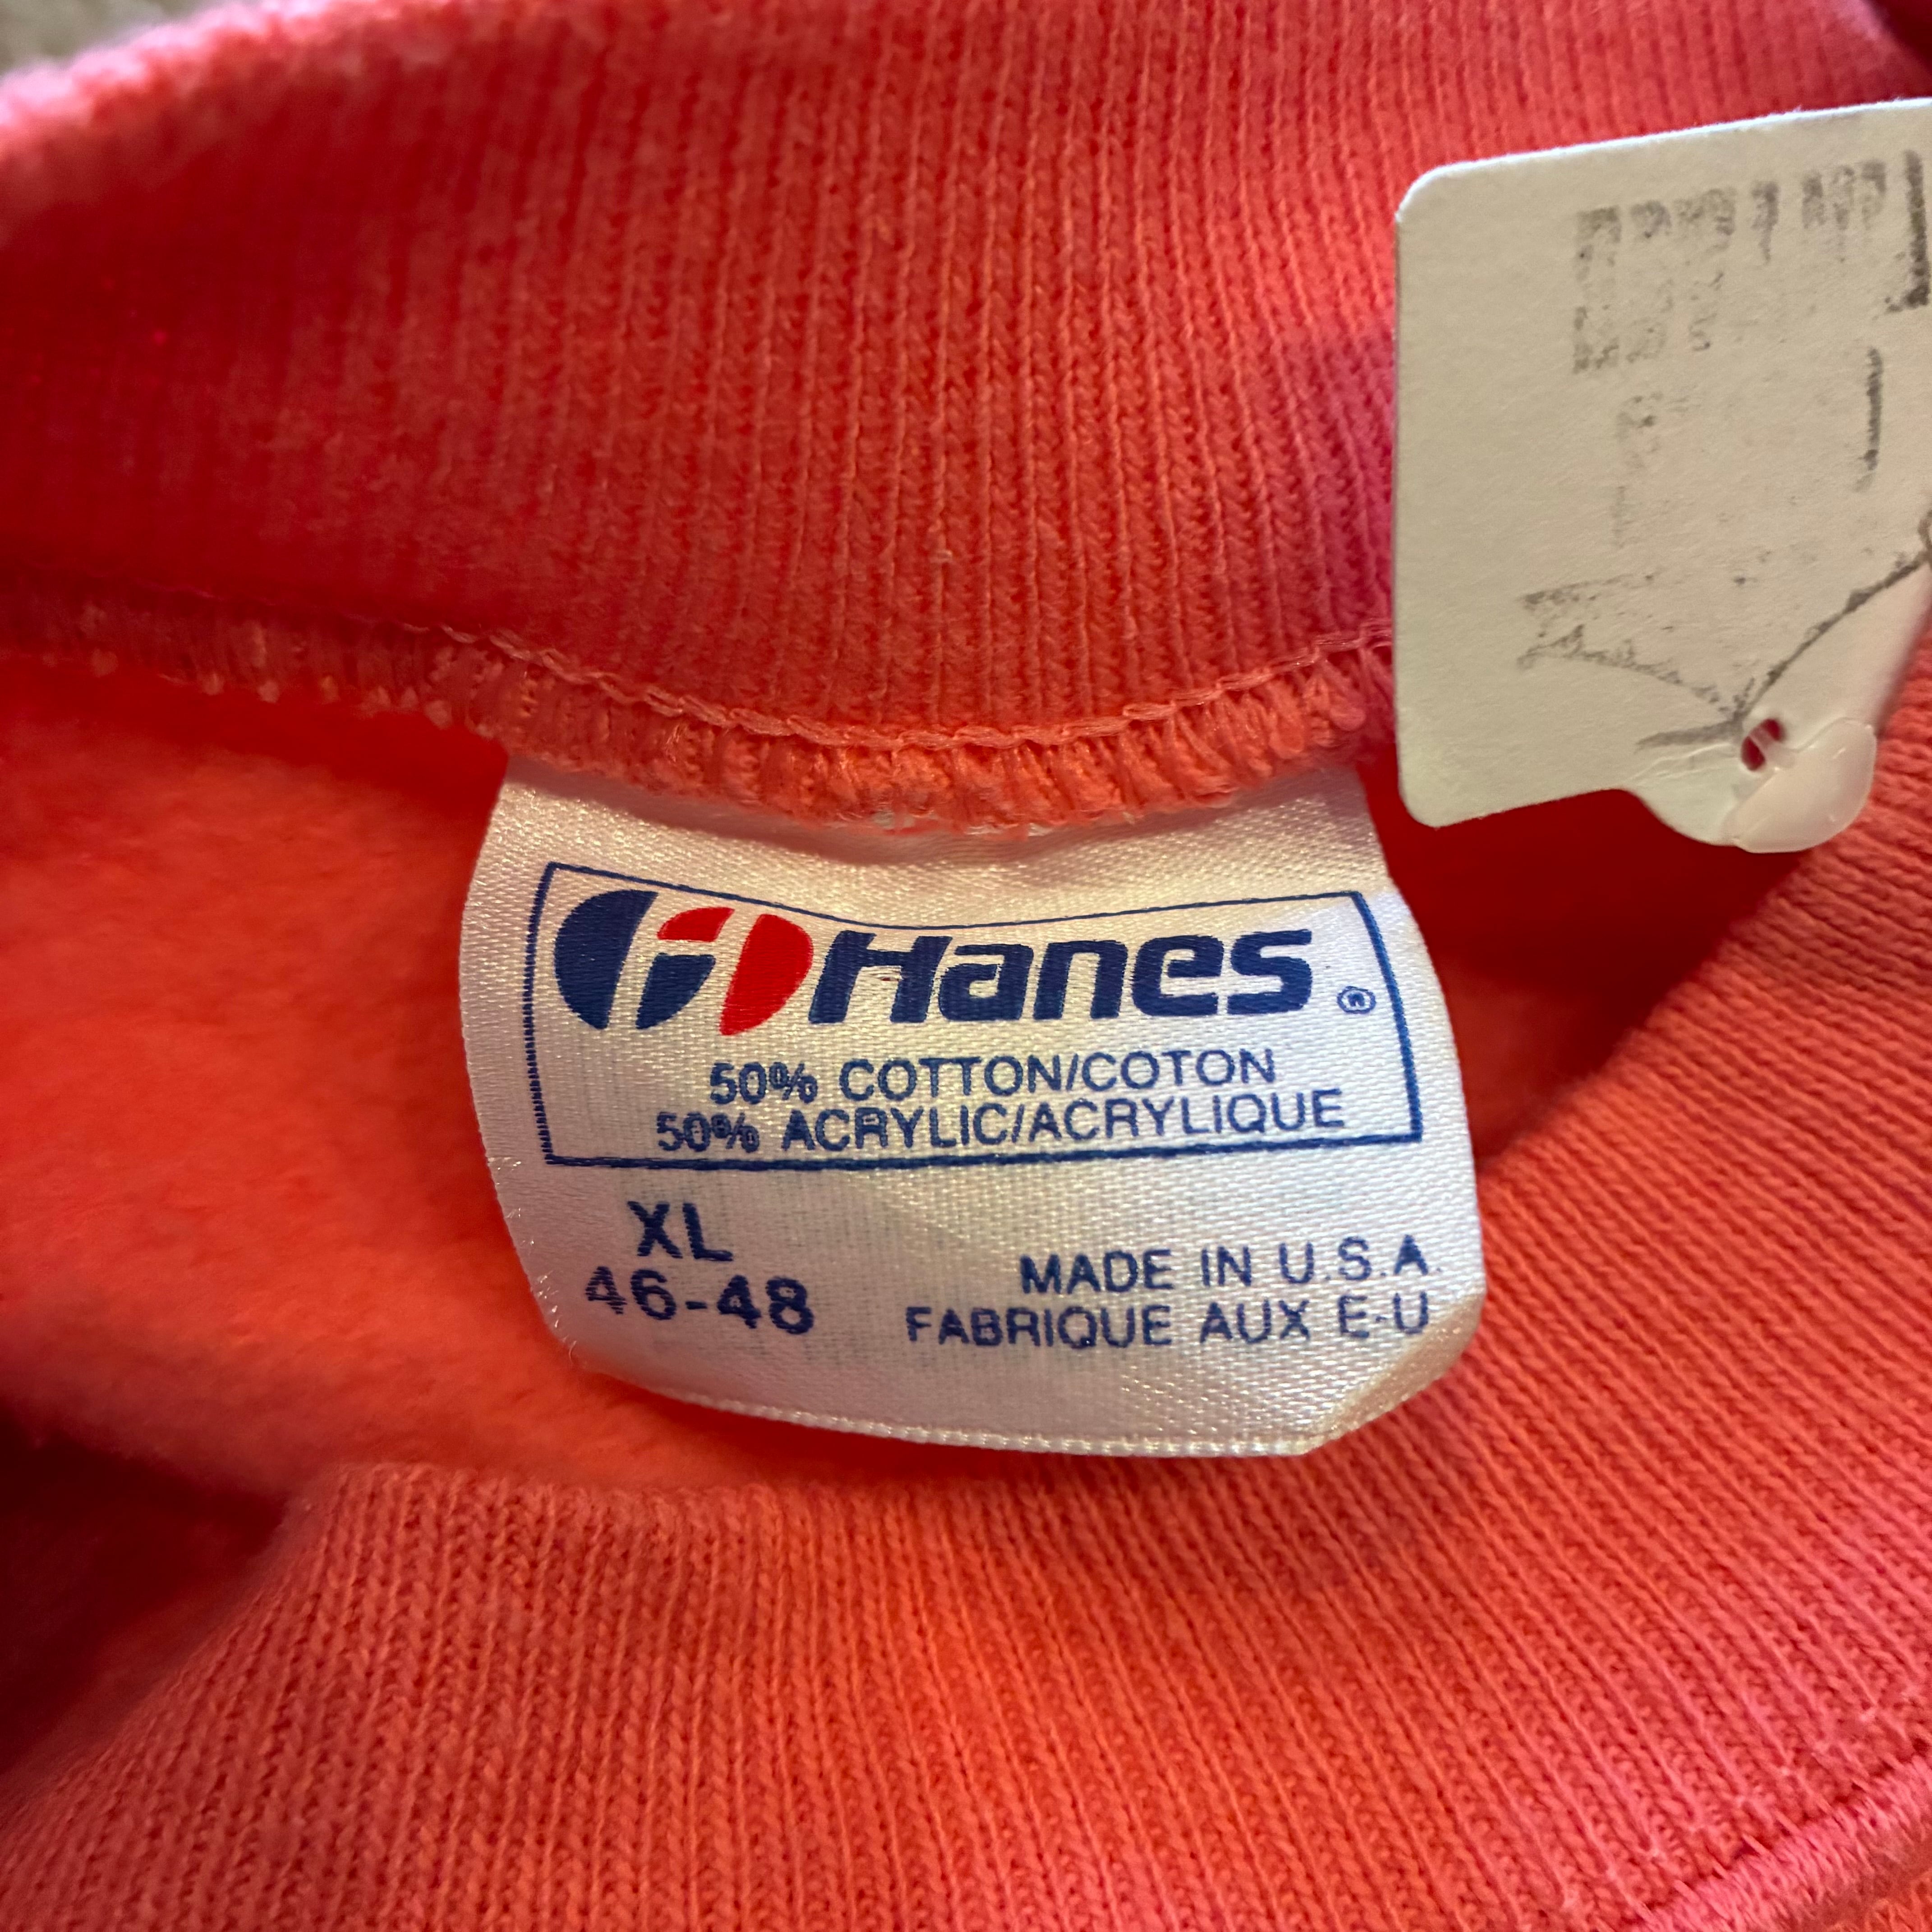 Hanes ®
50% COTTON/COTON
50% ACRYLIC/ACRYLIQUE
XL
46-48
MADE IN U.S.A.
FABRIQUE AUX E-U